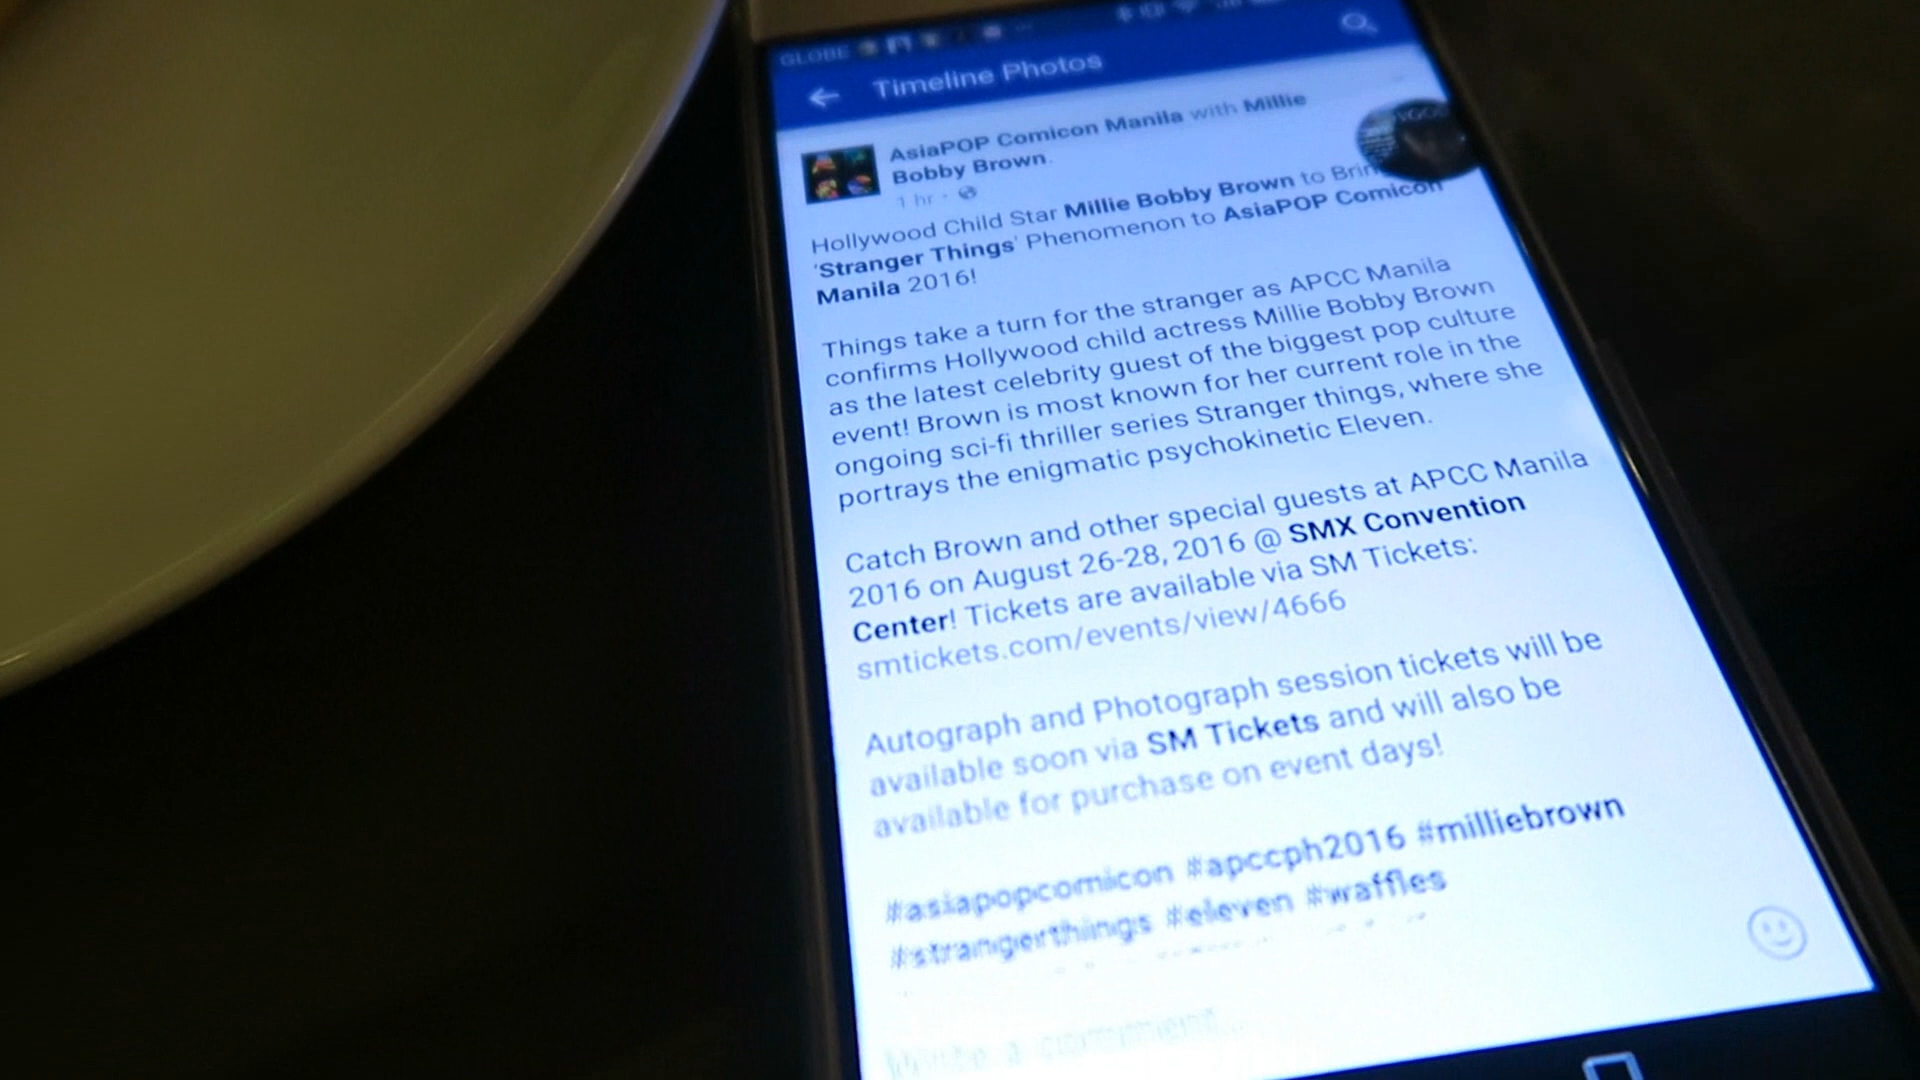 GLOBE
Timeline Photos
AsiaPOP Comicon Manila with Millie
Bobby Brown.
1 hr ·
Hollywood Child Star Millie Bobby Brown to Brin
'Stranger Things' Phenomenon to AsiaPOP Comicon
Manila 2016!
Things take a turn for the stranger as APCC Manila
confirms Hollywood child actress Millie Bobby Brown
as the latest celebrity guest of the biggest pop culture
event! Brown is most known for her current role in the
ongoing sci-fi thriller series Stranger things, where she
portrays the enigmatic psychokinetic Eleven.
Catch Brown and other special guests at APCC Manila
2016 on August 26-28, 2016 @ SMX Convention
Center! Tickets are available via SM Tickets:
smtickets.com/events/view/4666
Autograph and Photograph session tickets will be
available soon via SM Tickets and will also be
available for purchase on event days!
#asiapopcomicon #apccph2016 #milliebrown
#strangerthings #eleven #waffles
Write a comment...